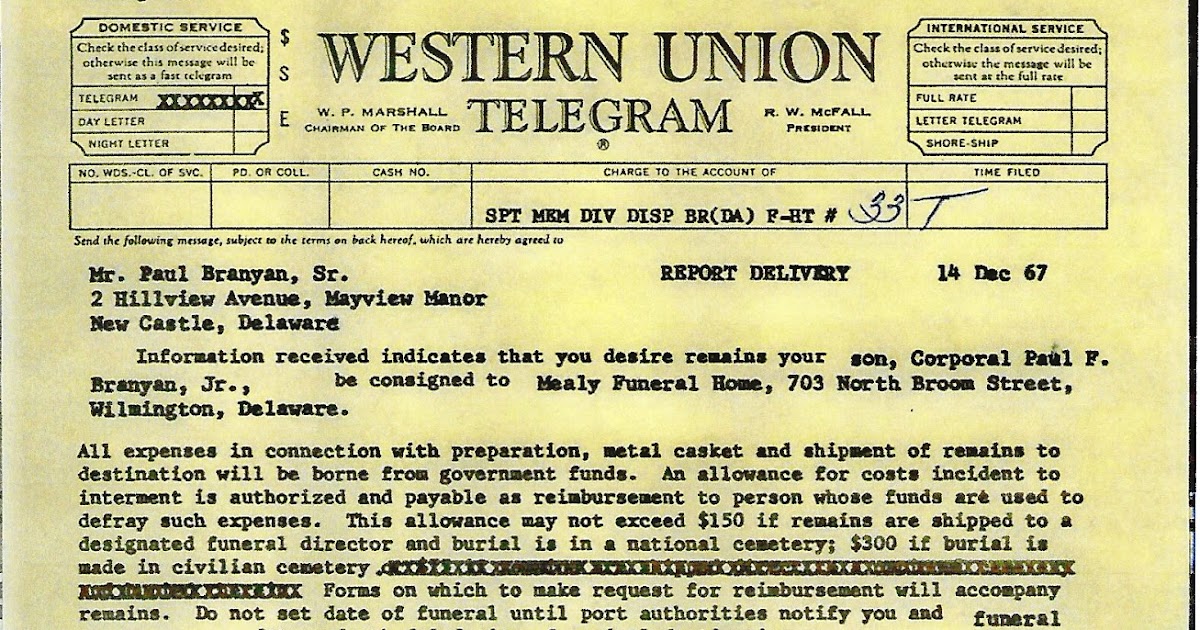 DOMESTIC SERVICE
Check the class of service desired;
otherwise this message will be
sent as a fast telegram
TELEGRAM XXXXXXXX
DAY LETTER
NIGHT LETTER
$
S
E
WESTERN UNION
TELEGRAM
®
W. P. MARSHALL
CHAIRMAN OF THE BOARD
R. W. McFALL
PRESIDENT
INTERNATIONAL SERVICE
Check the class of service desired;
otherwise the message will be
sent at the full rate
FULL RATE
LETTER TELEGRAM
SHORE-SHIP
NO. WDS.-CL. OF SVC. PD. OR COLL. CASH NO. CHARGE TO THE ACCOUNT OF TIME FILED
SPT MEM DIV DISP BR(DA) F-HT # 33 T
Send the following message, subject to the terms on back hereof, which are hereby agreed to
Mr. Paul Branyan, Sr. REPORT DELIVERY 14 Dec 67
2 Hillview Avenue, Mayview Manor
New Castle, Delaware
Information received indicates that you desire remains your son, Corporal Paul F.
Branyan, Jr., be consigned to Mealy Funeral Home, 703 North Broom Street,
Wilmington, Delaware.
All expenses in connection with preparation, metal casket and shipment of remains to
destination will be borne from government funds. An allowance for costs incident to
interment is authorized and payable as reimbursement to person whose funds are used to
defray such expenses. This allowance may not exceed $150 if remains are shipped to a
designated funeral director and burial is in a national cemetery; $300 if burial is
made in civilian cemetery.
Forms on which to make request for reimbursement will accompany
remains. Do not set date of funeral until port authorities notify you and funeral